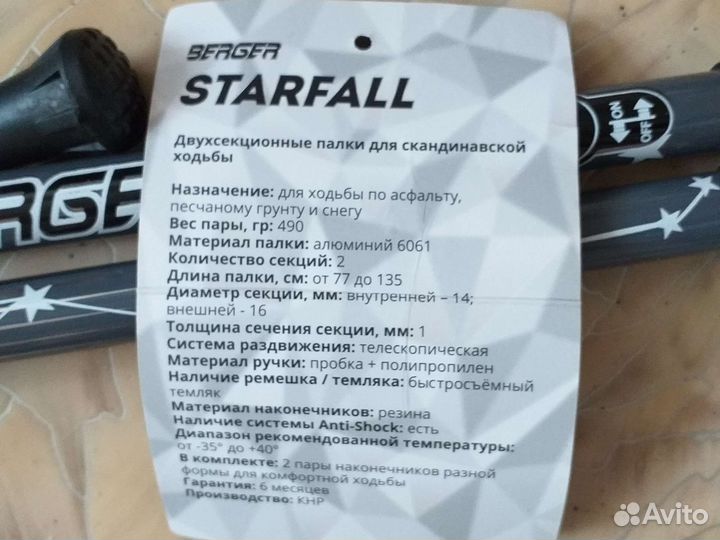 BERGER
STARFALL
Двухсекционные палки для скандинавской
ходьбы
Назначение: для ходьбы по асфальту,
песчаному грунту и снегу
Вес пары, гр: 490
Материал палки: алюминий 6061
Количество секций: 2
Длина палки, см: от 77 до 135
Диаметр секции, мм: внутренней – 14;
внешней - 16
Толщина сечения секции, мм: 1
Система раздвижения: телескопическая
Материал ручки: пробка + полипропилен
Наличие ремешка / темляка: быстросъёмный
темляк
Материал наконечников: резина
Наличие системы Anti-Shock: есть
Диапазон рекомендованной температуры:
от -35° до +40°
В комплекте: 2 пары наконечников разной
формы для комфортной ходьбы
Гарантия: 6 месяцев
Производство: КНР
RGER
ON
OFF
Avito